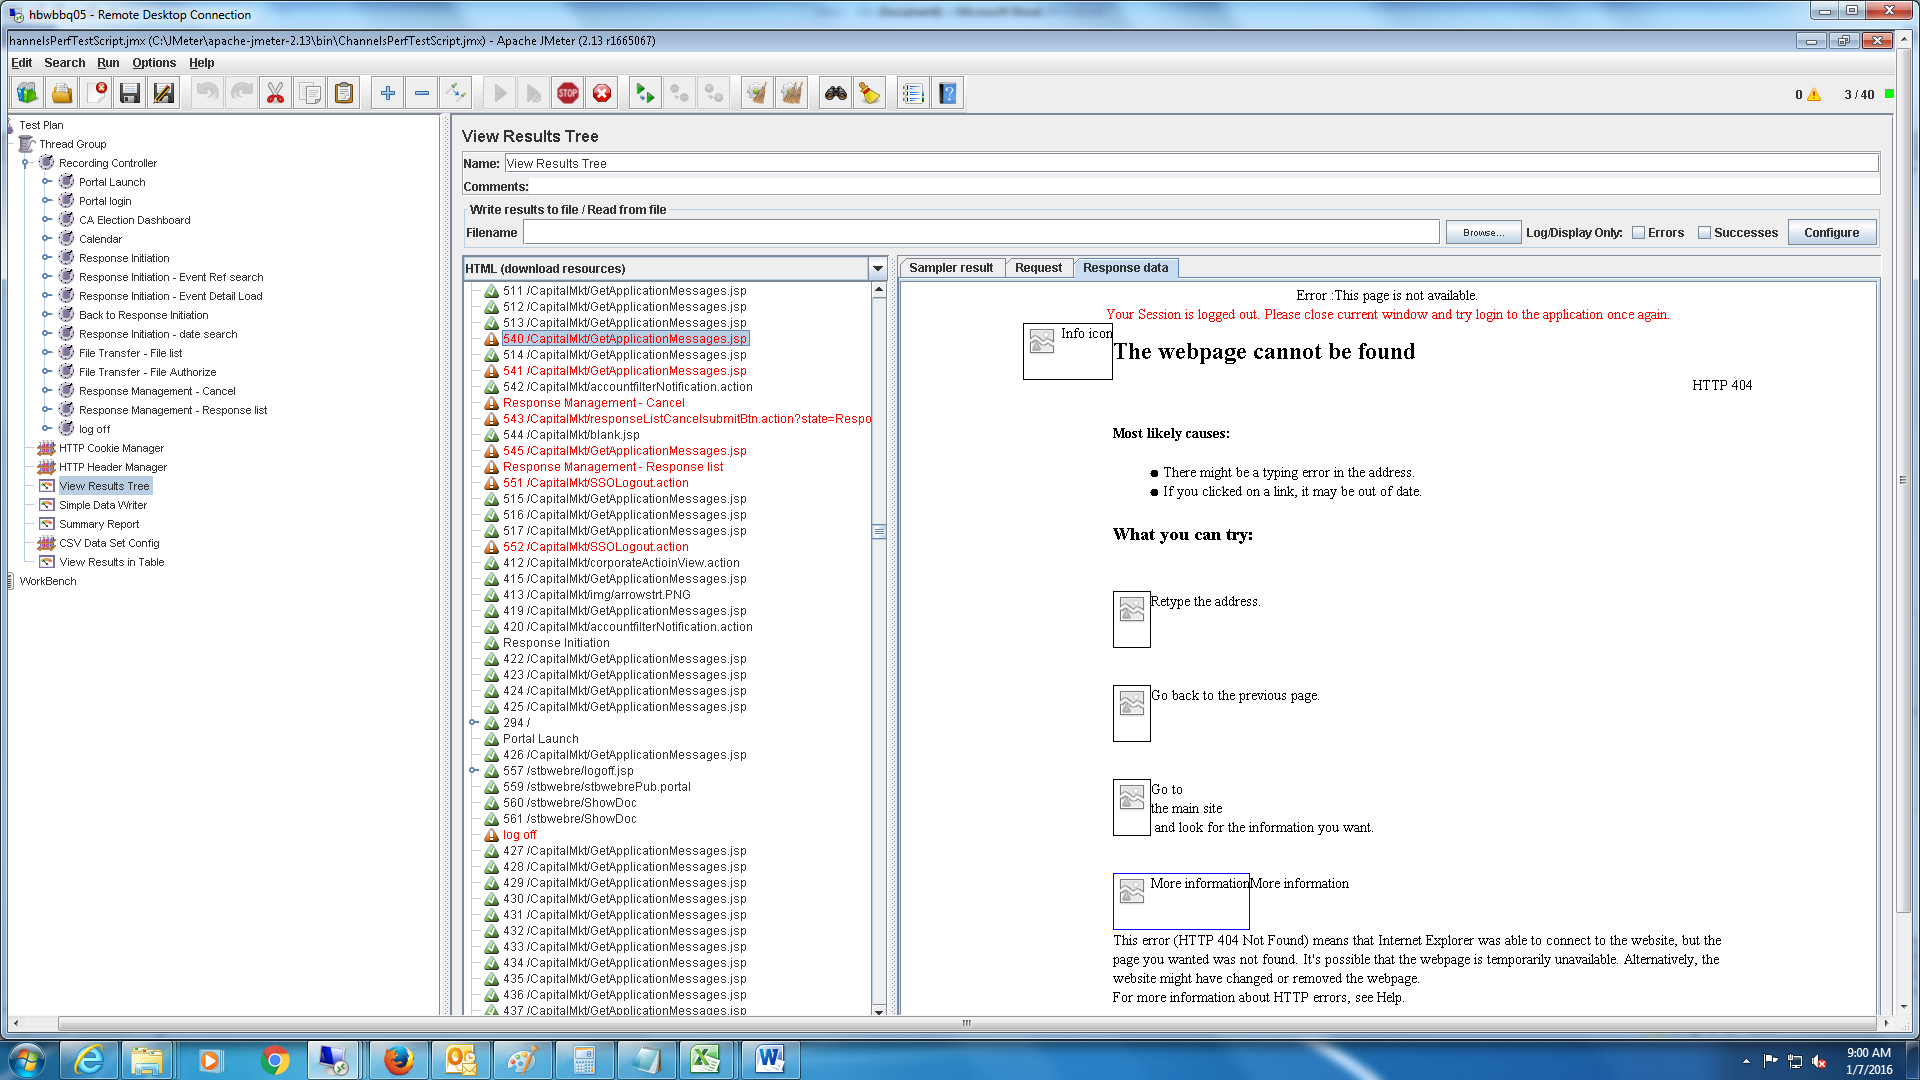 hbwbbq05 - Remote Desktop Connection
hannelsPerfTestScript.jmx (C:\JMeter\apache-jmeter-2.13\bin\ChannelsPerfTestScript.jmx) - Apache JMeter (2.13 r1665067)
Edit Search Run Options Help
STOP
0 3 / 40
Test Plan
Thread Group
Recording Controller
Portal Launch
Portal login
CA Election Dashboard
Calendar
Response Initiation
Response Initiation - Event Ref search
Response Initiation - Event Detail Load
Back to Response Initiation
Response Initiation - date search
File Transfer - File list
File Transfer - File Authorize
Response Management - Cancel
Response Management - Response list
log off
HTTP Cookie Manager
HTTP Header Manager
View Results Tree
Simple Data Writer
Summary Report
CSV Data Set Config
View Results in Table
WorkBench
View Results Tree
Name: View Results Tree
Comments:
Write results to file / Read from file
Filename Browse... Log/Display Only: Errors Successes Configure
HTML (download resources)
511 /CapitalMkt/GetApplicationMessages.jsp
512 /CapitalMkt/GetApplicationMessages.jsp
513 /CapitalMkt/GetApplicationMessages.jsp
540 /CapitalMkt/GetApplicationMessages.jsp
514 /CapitalMkt/GetApplicationMessages.jsp
541 /CapitalMkt/GetApplicationMessages.jsp
542 /CapitalMkt/accountfilterNotification.action
Response Management - Cancel
543 /CapitalMkt/responseListCancelsubmitBtn.action?state=Respo
544 /CapitalMkt/blank.jsp
545 /CapitalMkt/GetApplicationMessages.jsp
Response Management - Response list
551 /CapitalMkt/SSOLogout.action
515 /CapitalMkt/GetApplicationMessages.jsp
516 /CapitalMkt/GetApplicationMessages.jsp
517 /CapitalMkt/GetApplicationMessages.jsp
552 /CapitalMkt/SSOLogout.action
412 /CapitalMkt/corporateActioinView.action
415 /CapitalMkt/GetApplicationMessages.jsp
413 /CapitalMkt/img/arrowstrt.PNG
419 /CapitalMkt/GetApplicationMessages.jsp
420 /CapitalMkt/accountfilterNotification.action
Response Initiation
422 /CapitalMkt/GetApplicationMessages.jsp
423 /CapitalMkt/GetApplicationMessages.jsp
424 /CapitalMkt/GetApplicationMessages.jsp
425 /CapitalMkt/GetApplicationMessages.jsp
294 /
Portal Launch
426 /CapitalMkt/GetApplicationMessages.jsp
557 /stbwebre/logoff.jsp
559 /stbwebre/stbwebrePub.portal
560 /stbwebre/ShowDoc
561 /stbwebre/ShowDoc
log off
427 /CapitalMkt/GetApplicationMessages.jsp
428 /CapitalMkt/GetApplicationMessages.jsp
429 /CapitalMkt/GetApplicationMessages.jsp
430 /CapitalMkt/GetApplicationMessages.jsp
431 /CapitalMkt/GetApplicationMessages.jsp
432 /CapitalMkt/GetApplicationMessages.jsp
433 /CapitalMkt/GetApplicationMessages.jsp
434 /CapitalMkt/GetApplicationMessages.jsp
435 /CapitalMkt/GetApplicationMessages.jsp
436 /CapitalMkt/GetApplicationMessages.jsp
437 /CapitalMkt/GetApplicationMessages.jsp
Sampler result Request Response data
Error :This page is not available.
Your Session is logged out. Please close current window and try login to the application once again.
Info icon
The webpage cannot be found
HTTP 404
Most likely causes:
There might be a typing error in the address.
If you clicked on a link, it may be out of date.
What you can try:
Retype the address.
Go back to the previous page.
Go to
the main site
and look for the information you want.
More information More information
This error (HTTP 404 Not Found) means that Internet Explorer was able to connect to the website, but the
page you wanted was not found. It's possible that the webpage is temporarily unavailable. Alternatively, the
website might have changed or removed the webpage.
For more information about HTTP errors, see Help.
9:00 AM
1/7/2016